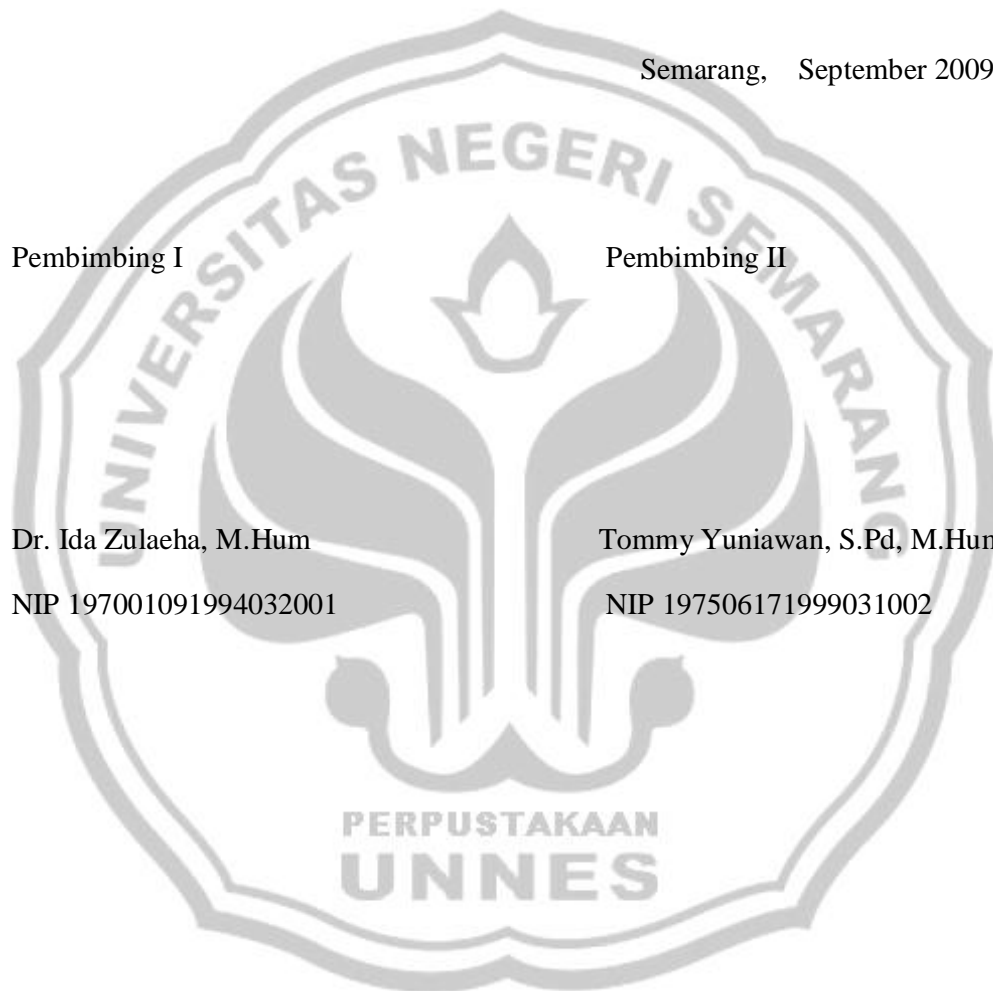 Semarang, September 2009
UNIVERSITAS NEGERI SEMARANG
Pembimbing I Pembimbing II
Dr. Ida Zulaeha, M.Hum Tommy Yuniawan, S.Pd, M.Hum
NIP 197001091994032001 NIP 197506171999031002
PERPUSTAKAAN
UNNES